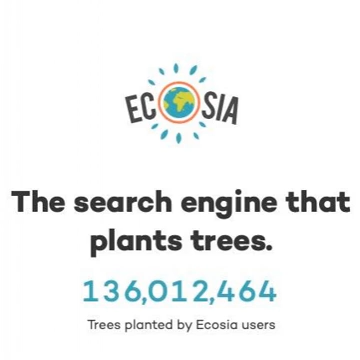 ECOSIA
The search engine that
plants trees.
136,012,464
Trees planted by Ecosia users